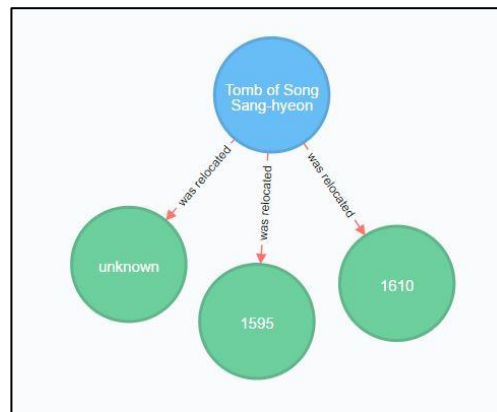 Tomb of Song
Sang-hyeon
was relocated
was relocated
was relocated
unknown
1595
1610